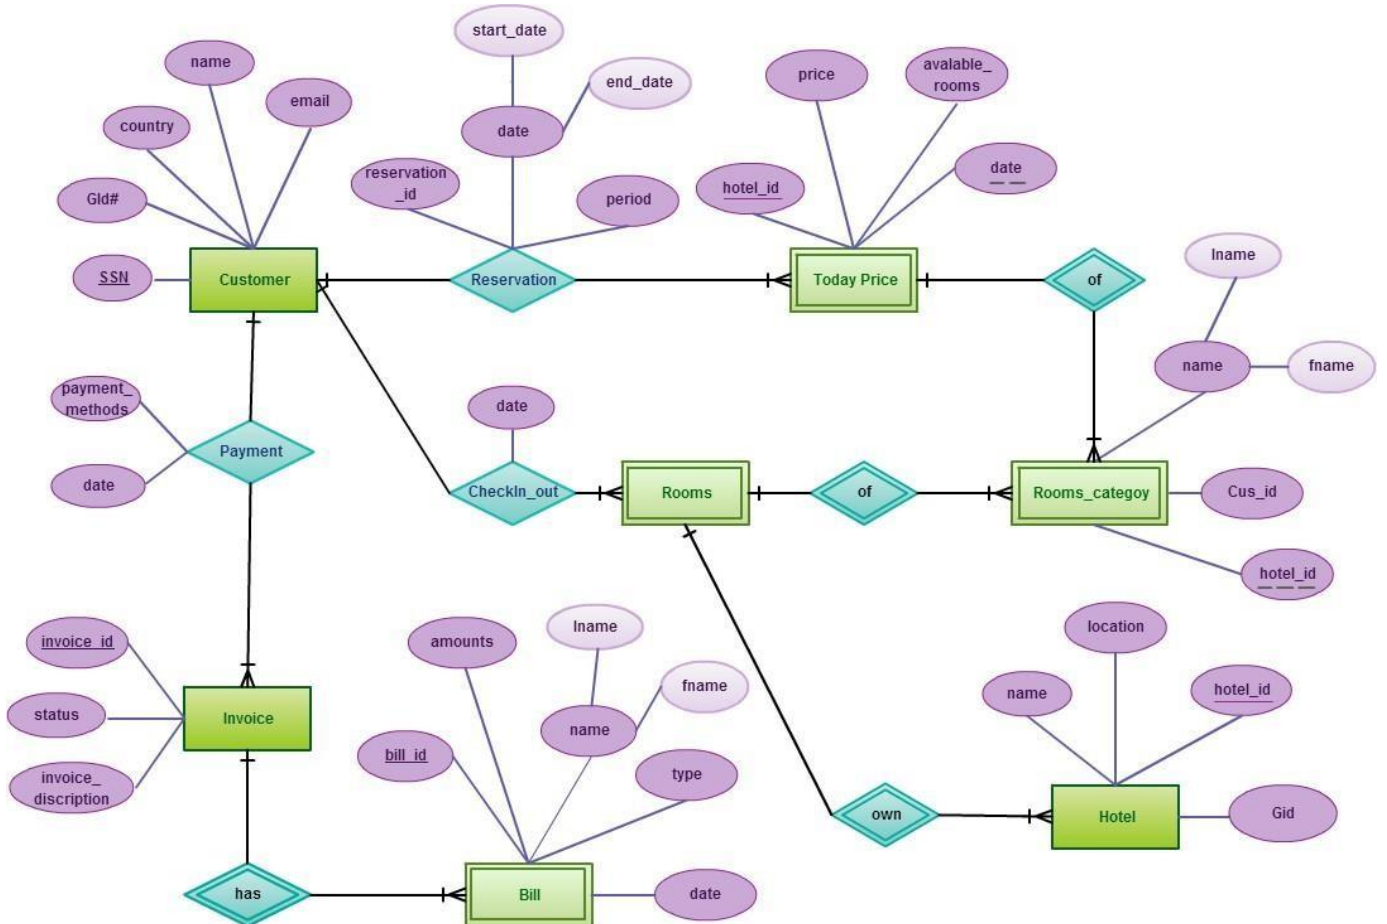 start_date
name
price
avalable_
rooms
end_date
email
country
date
reservation
_id
hotel_id
date
GId#
period
lname
SSN
Customer
Reservation
Today Price
of
name
fname
payment_
methods
date
Payment
date
CheckIn_out
Rooms
of
Rooms_categoy
Cus_id
hotel_id
invoice_id
amounts
lname
location
fname
name
hotel_id
status
Invoice
name
bill_id
type
invoice_
discription
own
Hotel
Gid
has
Bill
date